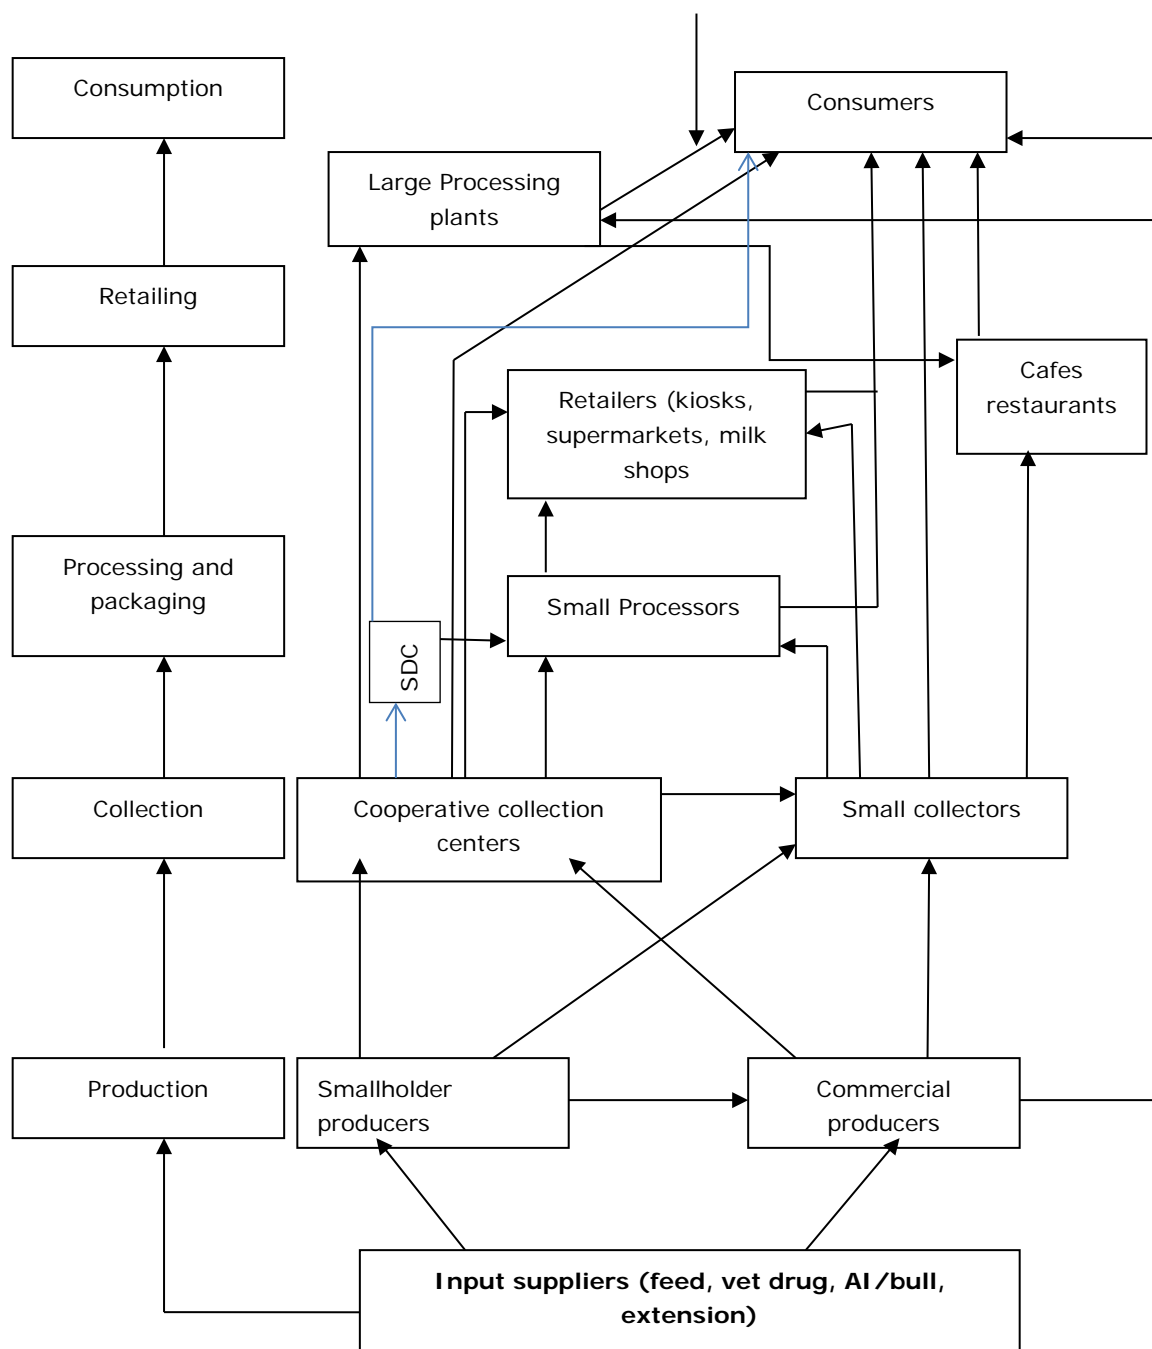 Consumption
Consumers
Large Processing
plants
Retailing
Cafes
restaurants
Retailers (kiosks,
supermarkets, milk
shops
Processing and
packaging
Small Processors
SDC
Collection
Cooperative collection
centers
Small collectors
Production
Smallholder
producers
Commercial
producers
Input suppliers (feed, vet drug, AI/bull,
extension)